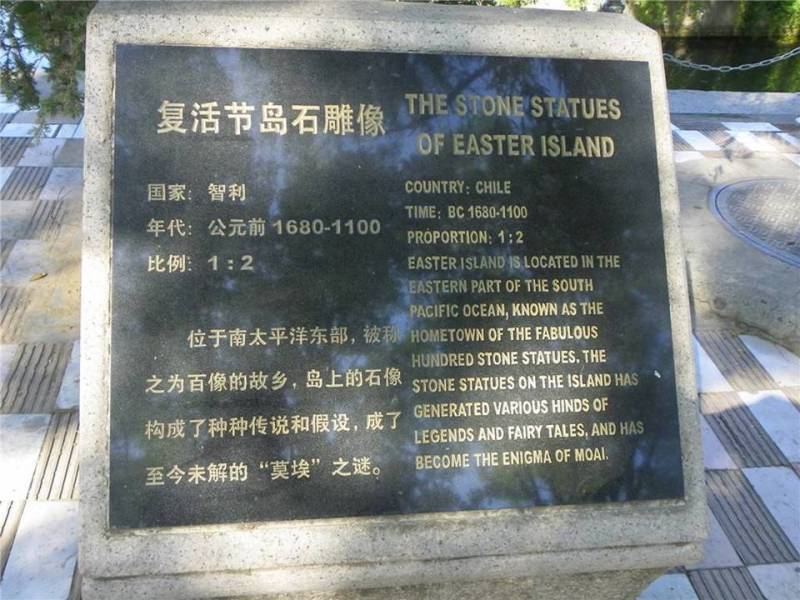 复活节岛石雕像
国家：智利
年代：公元前1680-1100
比例：1：2
位于南太平洋东部，被称
之为百像的故乡，岛上的石像
构成了种种传说和假设，成了
至今未解的“莫埃”之谜。
THE STONE STATUES
OF EASTER ISLAND
COUNTRY: CHILE
TIME: BC 1680-1100
PROPORTION: 1:2
EASTER ISLAND IS LOCATED IN THE
EASTERN PART OF THE SOUTH
PACIFIC OCEAN, KNOWN AS THE
HOMETOWN OF THE FABULOUS
HUNDRED STONE STATUES. THE
STONE STATUES ON THE ISLAND HAS
GENERATED VARIOUS HINDS OF
LEGENDS AND FAIRY TALES, AND HAS
BECOME THE ENIGMA OF MOAI.